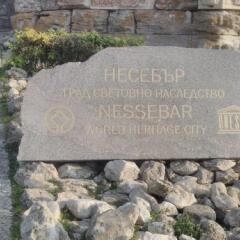 НЕСЕБЪР
ГРАД СВЕТОВНО НАСЛЕДСТВО
NESSEBAR
WORLD HERITAGE CITY